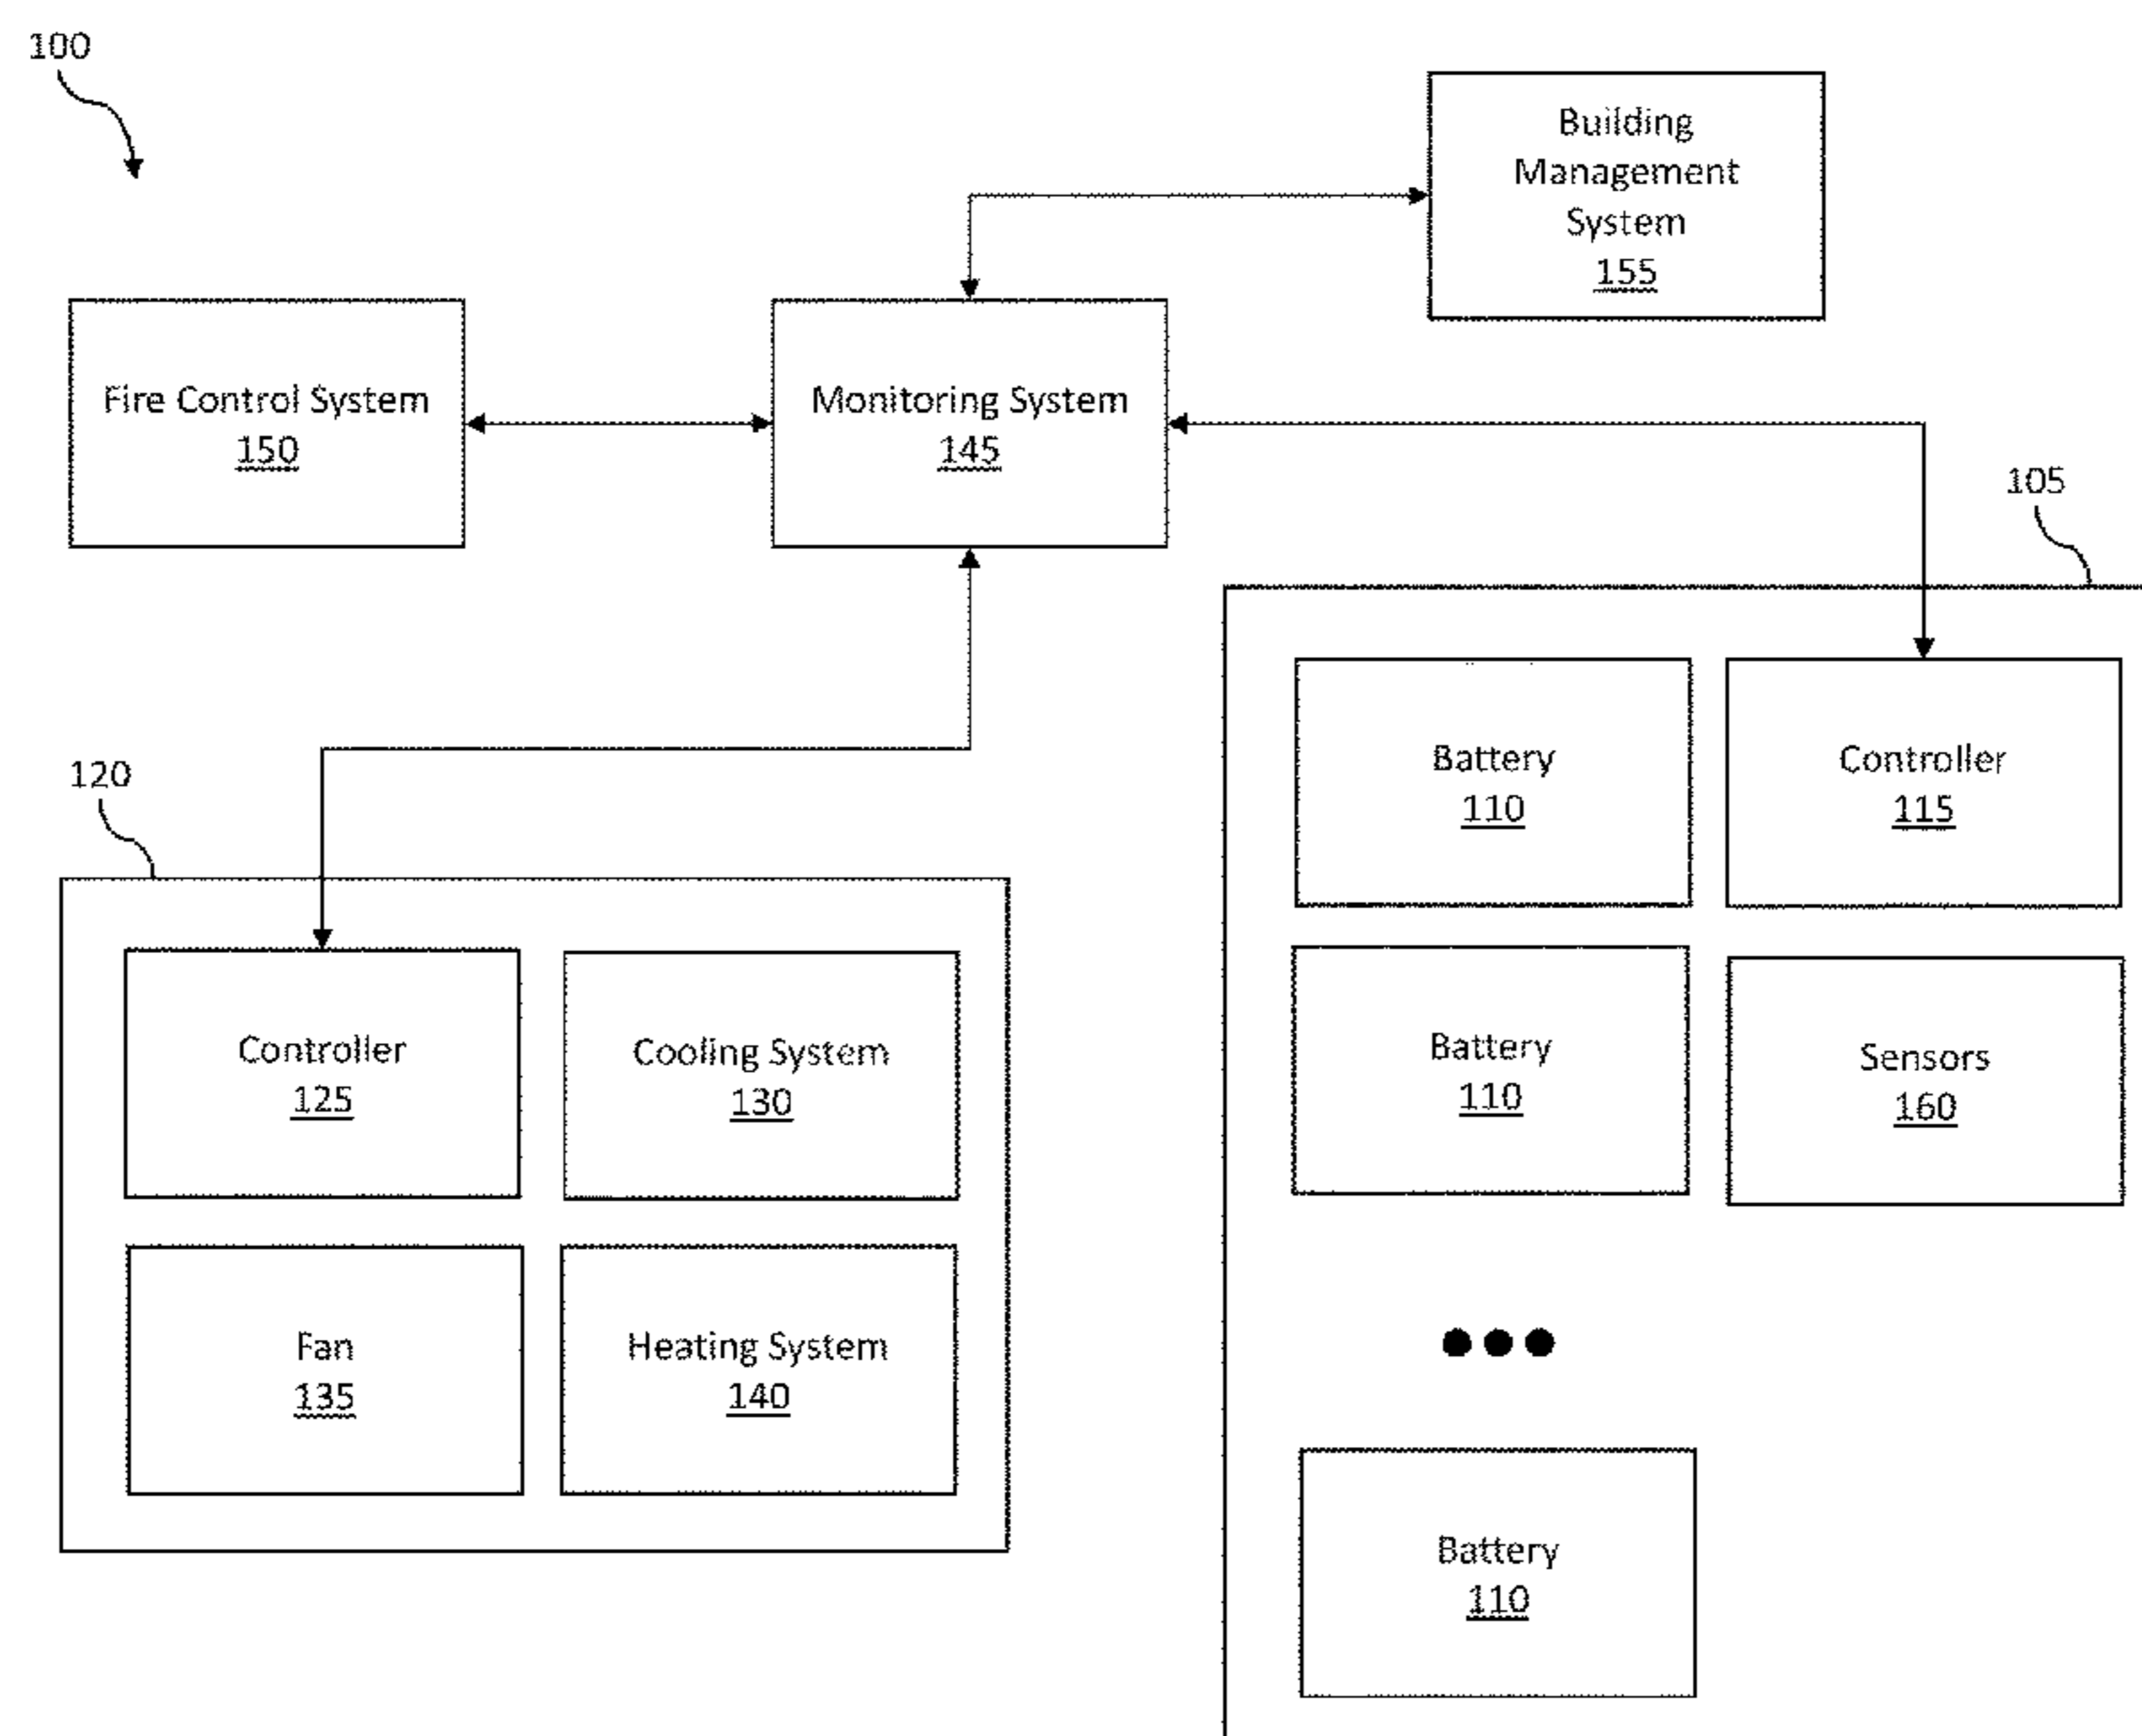 100
Building
Management
System
155
Fire Control System
150
Monitoring System
145
105
120
Battery
110
Controller
115
Controller
125
Cooling System
130
Battery
110
Sensors
160
Fan
135
Heating System
140
Battery
110